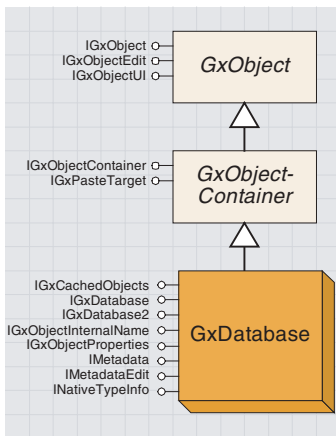 IGxObject
IGxObjectEdit
IGxObjectUI
GxObject
IGxObjectContainer
IGxPasteTarget
GxObject-
Container
IGxCachedObjects
IGxDatabase
IGxDatabase2
IGxObjectInternalName
IGxObjectProperties
IMetadata
IMetadataEdit
INativeTypeInfo
GxDatabase